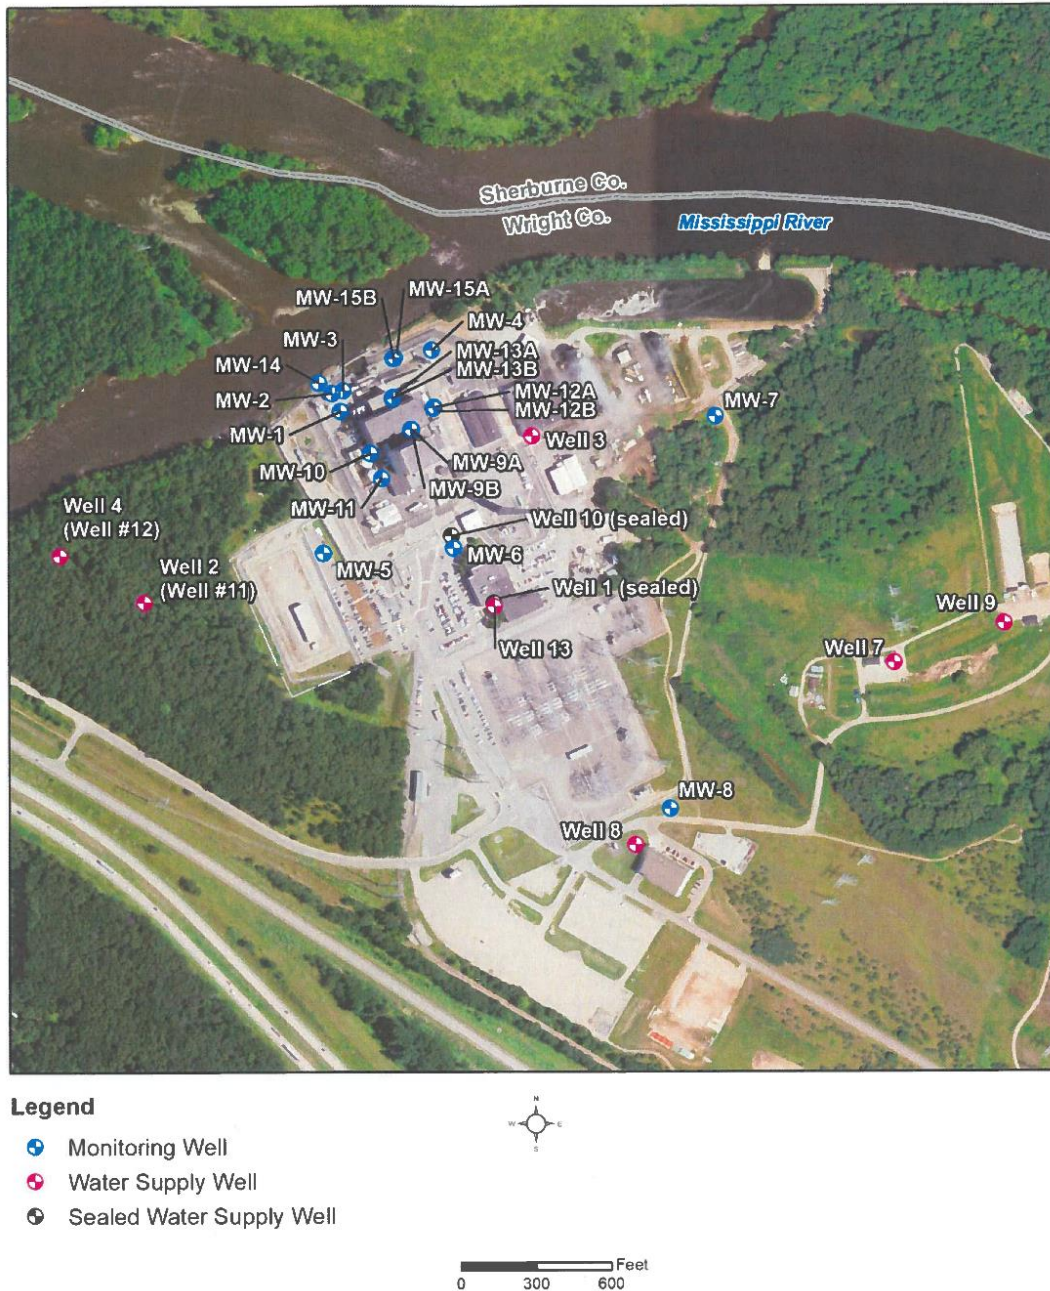 Sherburne Co.
Wright Co.
Mississippi River
MW-15B
MW-15A
MW-3
MW-4
MW-14
MW-13A
MW-13B
MW-2
MW-12A
MW-12B
MW-7
MW-1
Well 3
MW-10
MW-9A
MW-9B
MW-11
Well 4
(Well #12)
Well 10 (sealed)
MW-6
MW-5
Well 2
(Well #11)
Well 1 (sealed)
Well 9
Well 7
Well 13
MW-8
Well 8
Legend
N
W E
S
Monitoring Well
Water Supply Well
Sealed Water Supply Well
Feet
0 300 600